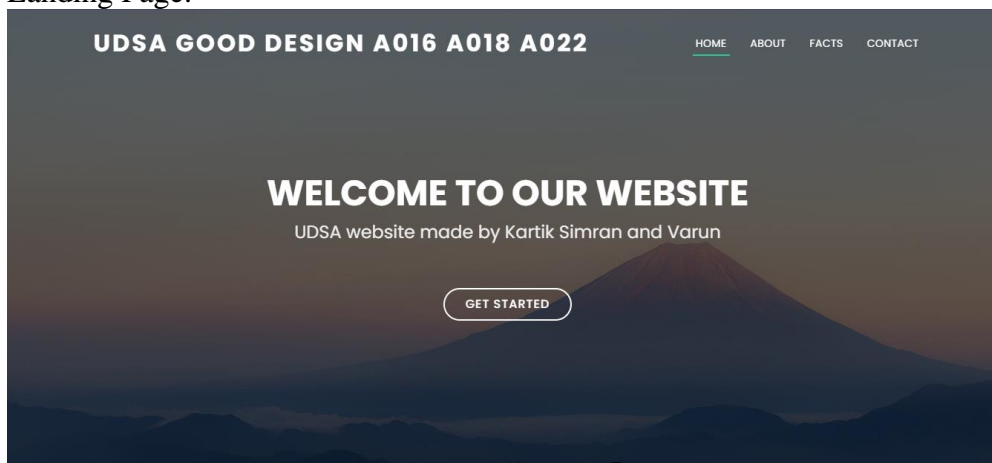 Landing Page:
UDSA GOOD DESIGN A016 A018 A022
HOME ABOUT FACTS CONTACT
WELCOME TO OUR WEBSITE
UDSA website made by Kartik Simran and Varun
GET STARTED